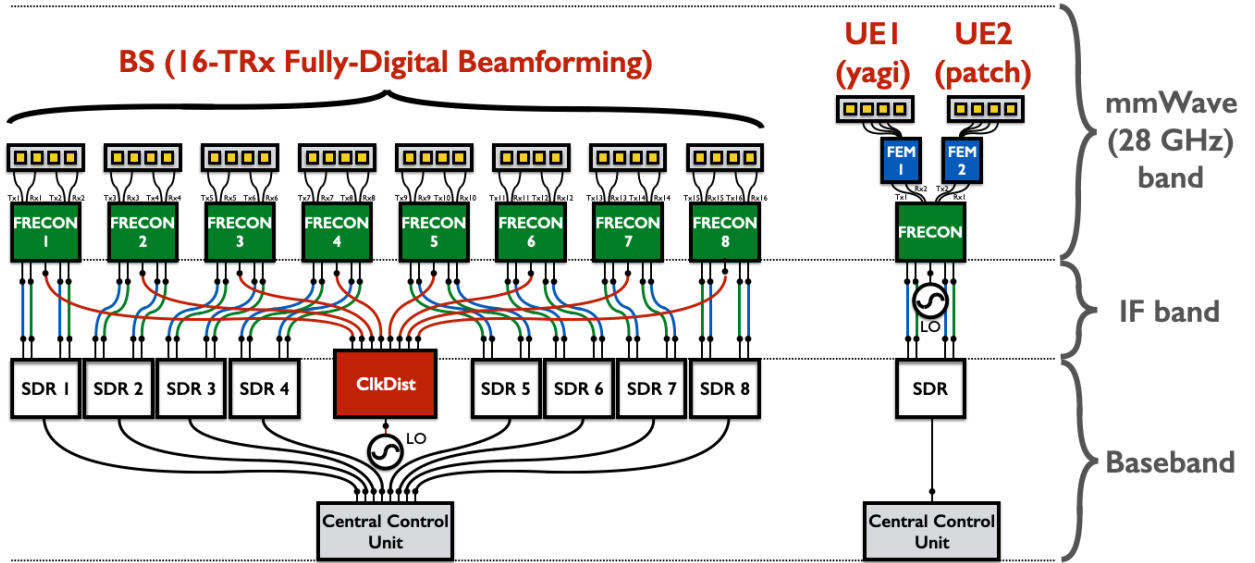 BS (16-TRx Fully-Digital Beamforming)
UE1
(yagi)
UE2
(patch)
mmWave
(28 GHz)
band
FEM
1
FEM
2
Tx1 Rx1 Tx2 Rx2
Tx3 Rx3 Tx4 Rx4
Tx5 Rx5 Tx6 Rx6
Tx7 Rx7 Tx8 Rx8
Tx9 Rx9 Tx10 Rx10
Tx11 Rx11 Tx12 Rx12
Tx13 Rx13 Tx14 Rx14
Tx15 Rx15 Tx16 Rx16
Tx1 Rx2 Tx2 Rx1
FRECON
1
FRECON
2
FRECON
3
FRECON
4
FRECON
5
FRECON
6
FRECON
7
FRECON
8
FRECON
LO
IF band
SDR 1
SDR 2
SDR 3
SDR 4
ClkDist
SDR 5
SDR 6
SDR 7
SDR 8
SDR
LO
Baseband
Central Control
Unit
Central Control
Unit